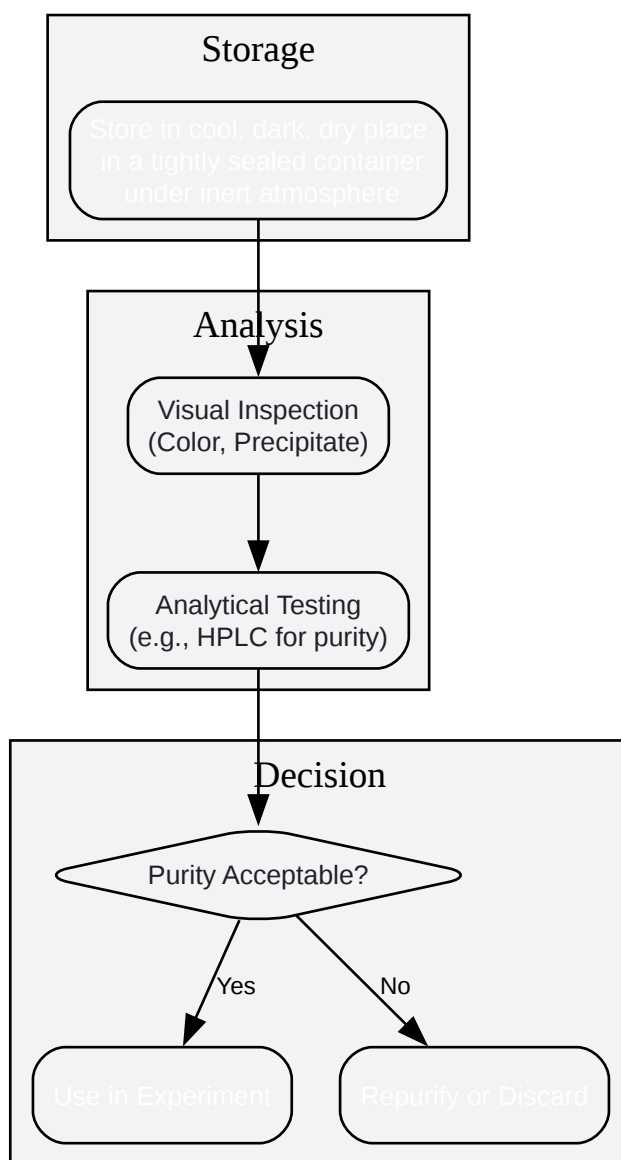 Storage
Store in cool, dark, dry place
in a tightly sealed container
under inert atmosphere
Analysis
Visual Inspection
(Color, Precipitate)
Analytical Testing
(e.g., HPLC for purity)
Decision
Purity Acceptable?
Yes
No
Use in Experiment
Repurify or Discard